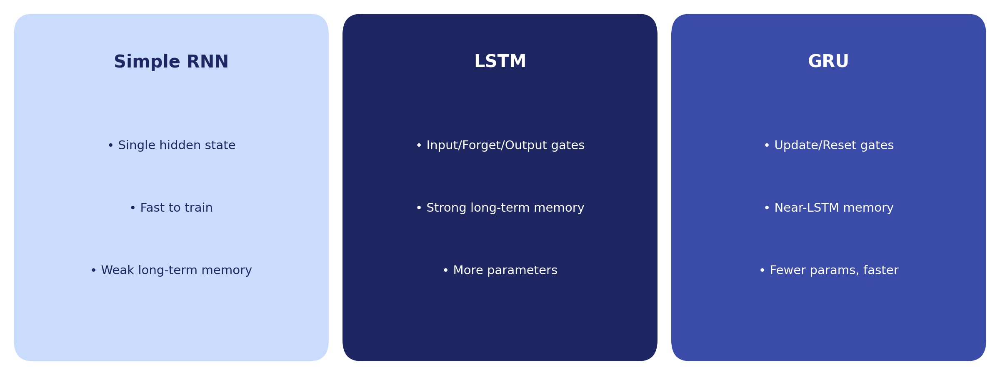 Simple RNN
• Single hidden state
• Fast to train
• Weak long-term memory
LSTM
• Input/Forget/Output gates
• Strong long-term memory
• More parameters
GRU
• Update/Reset gates
• Near-LSTM memory
• Fewer params, faster